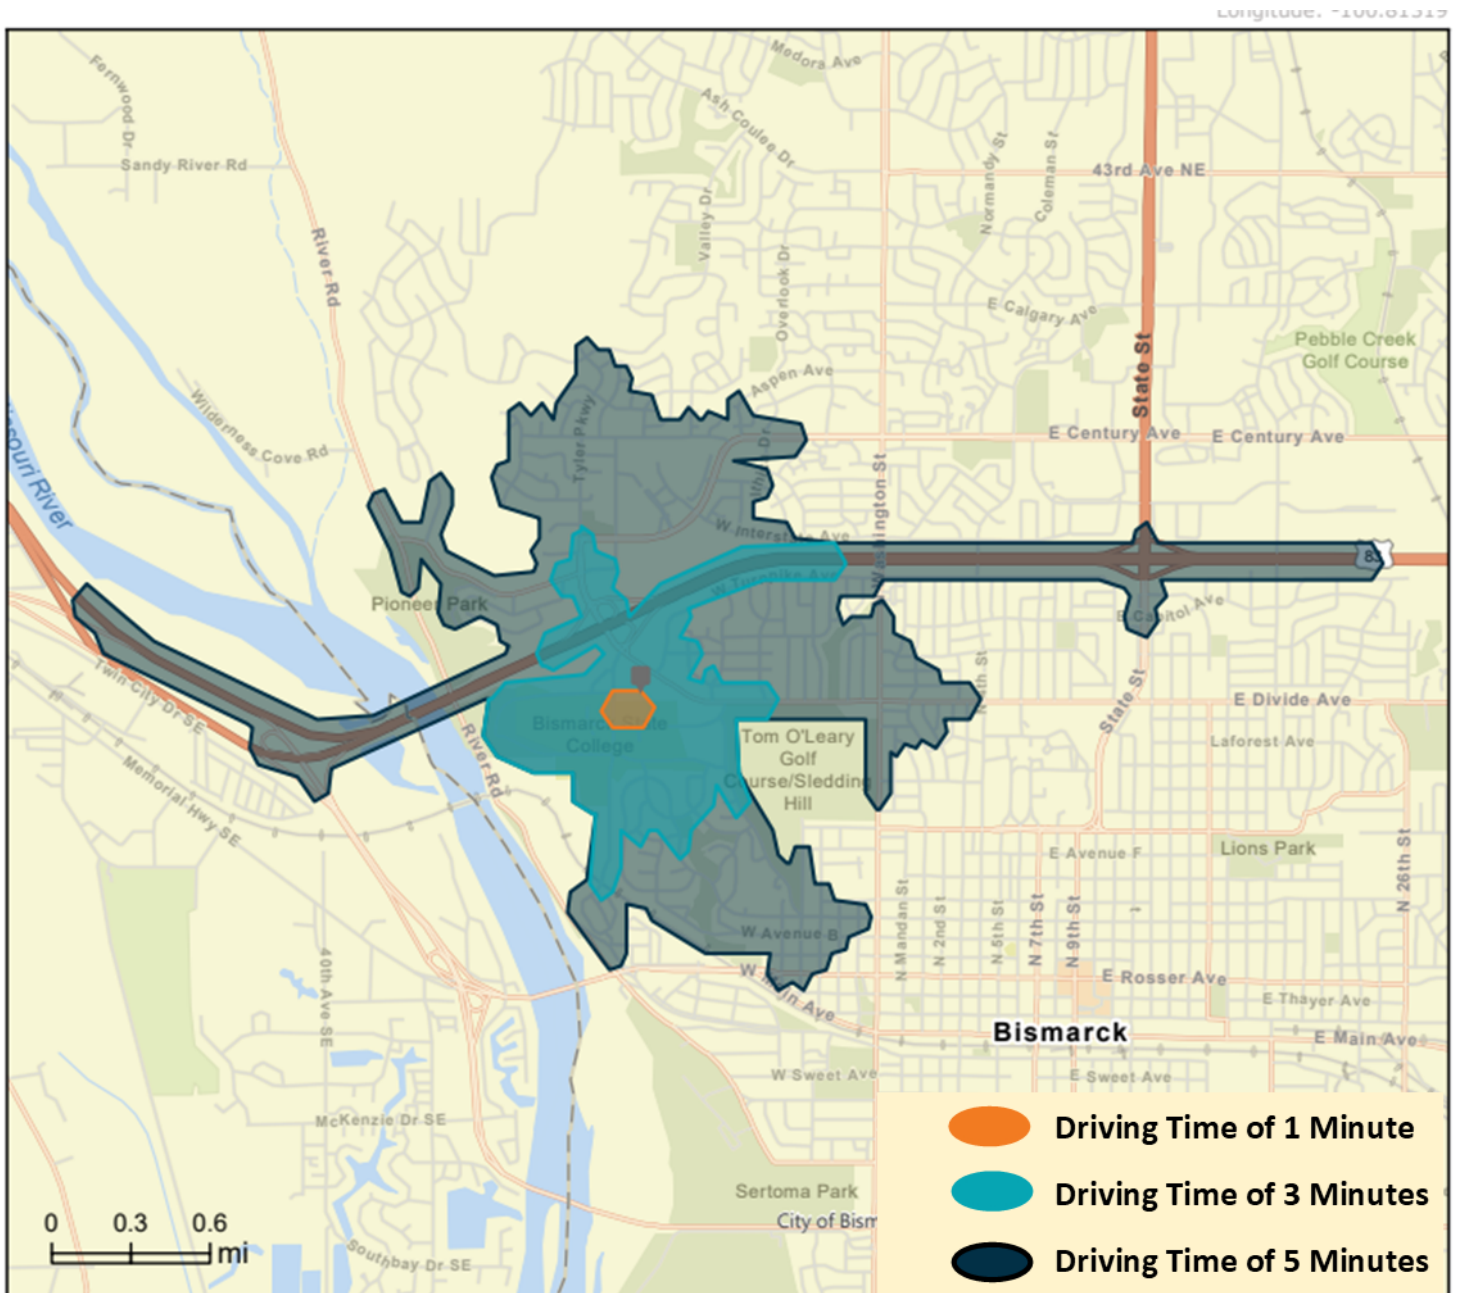 Longitude: -100.81319
Medora Ave
Fernwood Dr
Ash Coulee Dr
Sandy River Rd
Normandy St
Coleman St
43rd Ave NE
Valley Dr
River Rd
Overlook Dr
E Calgary Ave
Pebble Creek
Golf Course
State St
Aspen Ave
Wilderness Cove Rd
Tyler Pkwy
E Century Ave
E Century Ave
souri River
Washington St
W Interstate Ave
83
W Turnpike Ave
Pioneer Park
E Capitol Ave
Twin City Dr SE
State St
E Divide Ave
Bismarck State
College
River Rd
Tom O'Leary
Golf
Course/Sledding
Hill
Laforest Ave
Memorial Hwy SE
E Avenue F
Lions Park
N 26th St
N Mandan St
N 2nd St
N 5th St
N 7th St
N 9th St
W Avenue B
40th Ave SE
W Main Ave
E Rosser Ave
E Thayer Ave
Bismarck
E Main Ave
W Sweet Ave
E Sweet Ave
McKenzie Dr SE
Driving Time of 1 Minute
Sertoma Park
Driving Time of 3 Minutes
City of Bism
0 0.3 0.6
mi
Southbay Dr SE
Driving Time of 5 Minutes